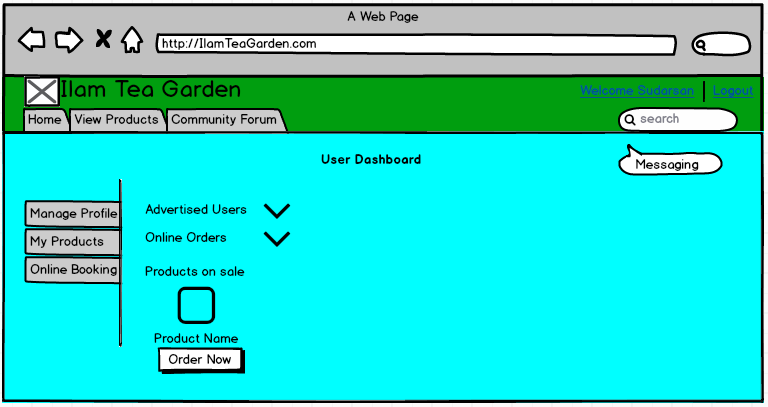 A Web Page
http://IlamTeaGarden.com
Ilam Tea Garden
Welcome Sudarsan
Logout
Home
View Products
Community Forum
search
User Dashboard
Messaging
Manage Profile
My Products
Online Booking
Advertised Users
Online Orders
Products on sale
Product Name
Order Now